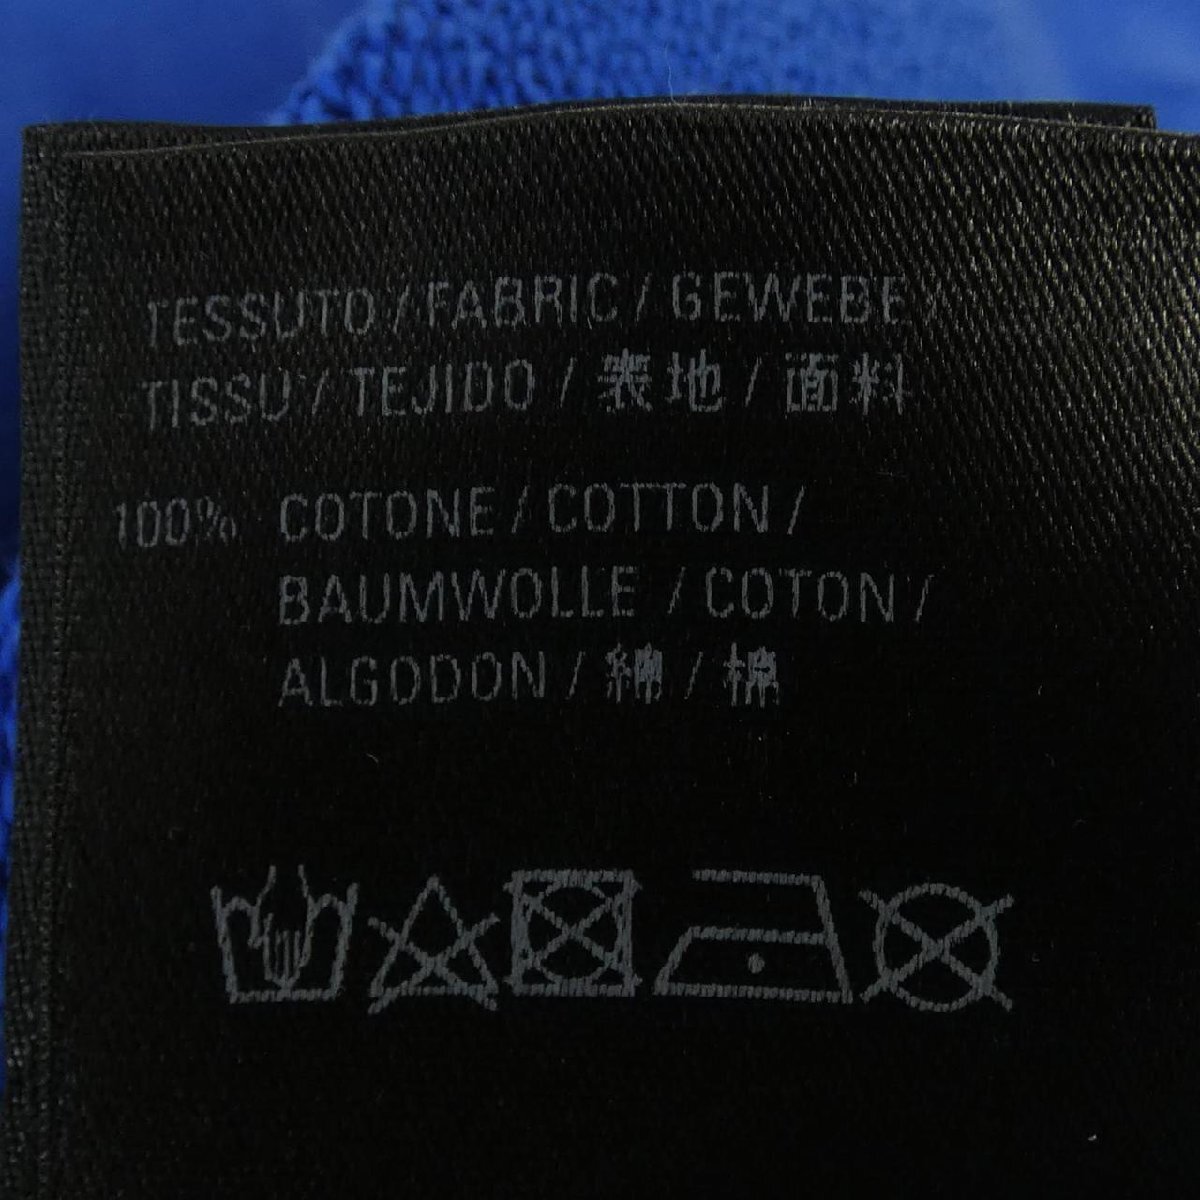 TESSUTO / FABRIC / GEWEBE /
TISSU / TEJIDO / 表地 / 面料
100% COTONE / COTTON /
BAUMWOLLE / COTON /
ALGODON / 綿 / 棉